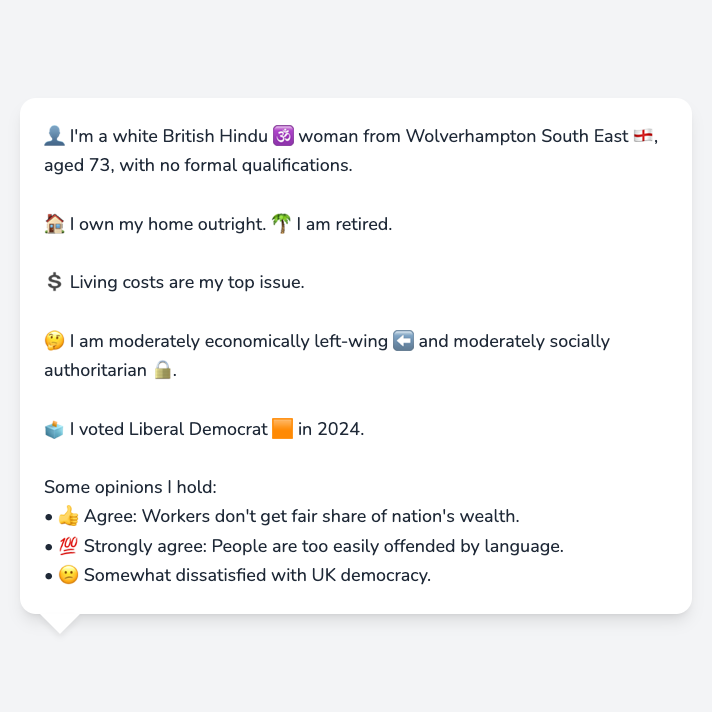 👤 I'm a white British Hindu 🕉️ woman from Wolverhampton South East 🏴󠁧󠁢󠁥󠁮󠁧󠁿,
aged 73, with no formal qualifications.
🏠 I own my home outright. 🌴 I am retired.
💲 Living costs are my top issue.
🤔 I am moderately economically left-wing ⬅️ and moderately socially
authoritarian 🔒.
🗳️ I voted Liberal Democrat 🟧 in 2024.
Some opinions I hold:
• 👍 Agree: Workers don't get fair share of nation's wealth.
• 💯 Strongly agree: People are too easily offended by language.
• 😕 Somewhat dissatisfied with UK democracy.